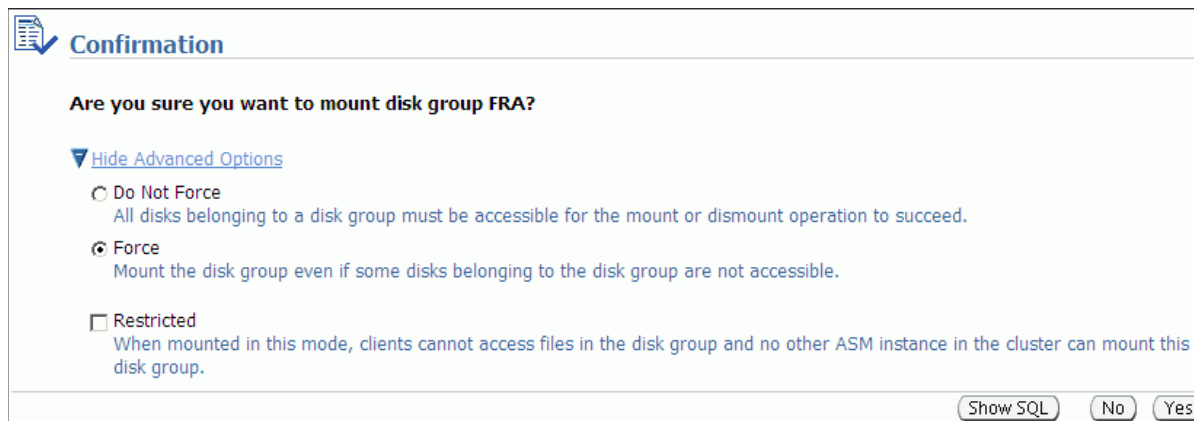 Confirmation
Are you sure you want to mount disk group FRA?
Hide Advanced Options
Do Not Force
All disks belonging to a disk group must be accessible for the mount or dismount operation to succeed.
Force
Mount the disk group even if some disks belonging to the disk group are not accessible.
Restricted
When mounted in this mode, clients cannot access files in the disk group and no other ASM instance in the cluster can mount this
disk group.
Show SQL No Yes